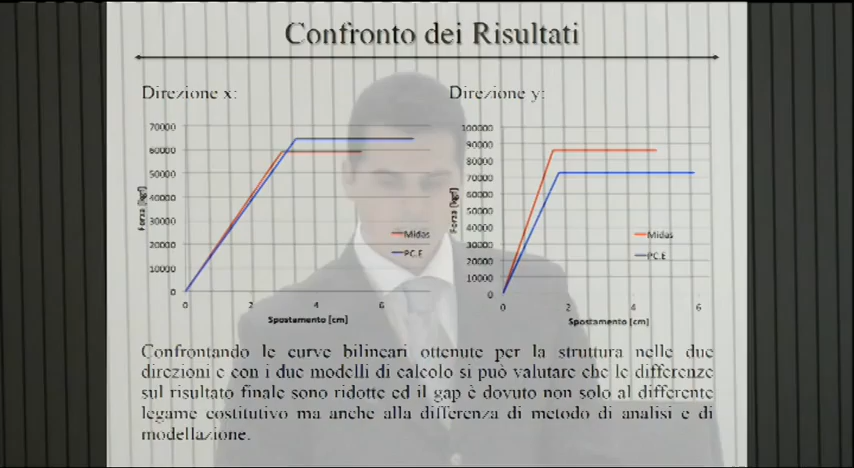 Confronto dei Risultati
Direzione x:
Direzione y:
70000
60000
50000
40000
30000
20000
10000
0
0 2 4 6
Forza [kgf]
Spostamento [cm]
Midas
PC.E
100000
90000
80000
70000
60000
50000
40000
30000
20000
10000
0
0 2 4 6
Forza [kgf]
Spostamento [cm]
Midas
PC.E
Confrontando le curve bilineari ottenute per la struttura nelle due
direzioni e con i due modelli di calcolo si può valutare che le differenze
sul risultato finale sono ridotte ed il gap è dovuto non solo al differente
legame costitutivo ma anche alla differenza di metodo di analisi e di
modellazione.